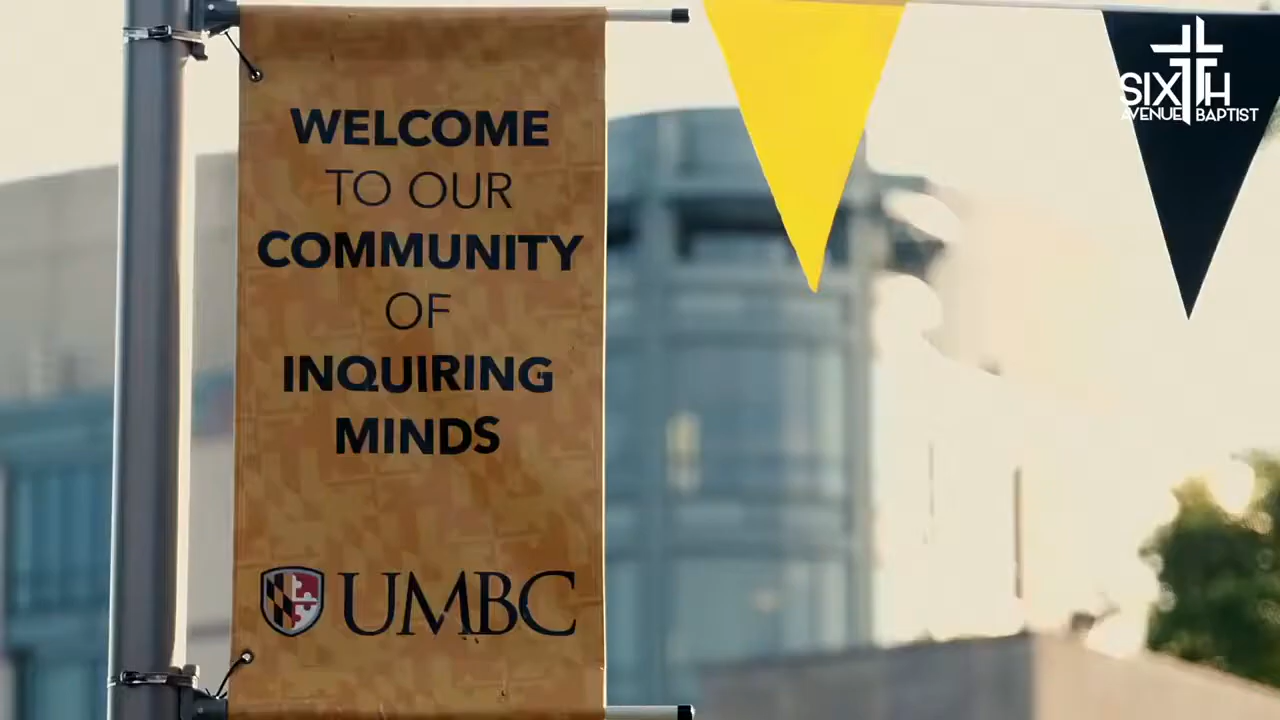 WELCOME
TO OUR
COMMUNITY
OF
INQUIRING
MINDS
UMBC
SIXTH
AVENUE BAPTIST